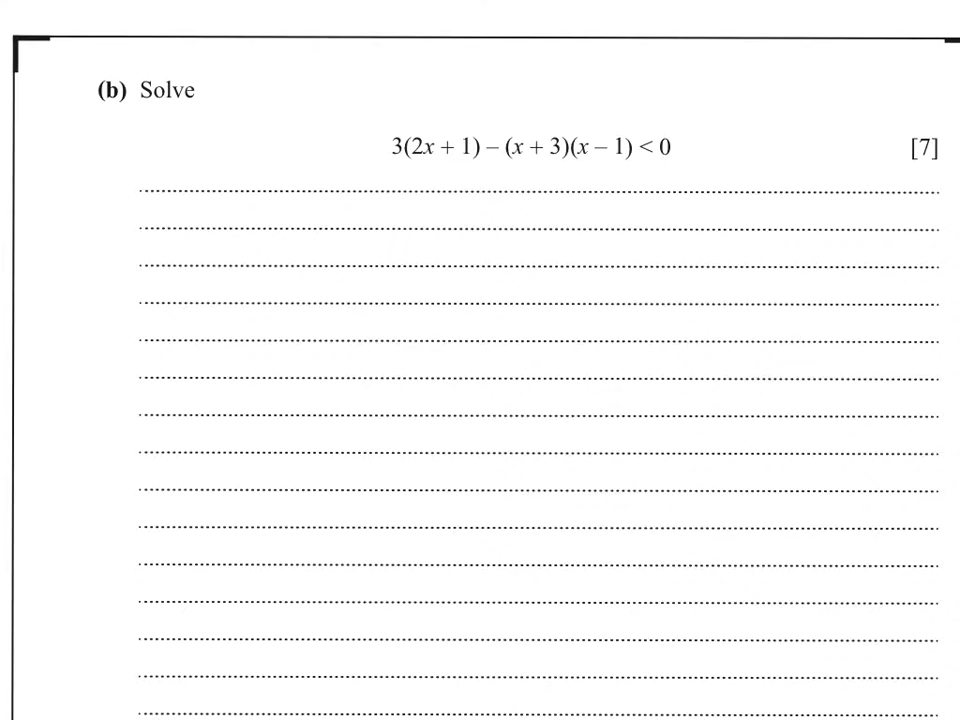 (b) Solve
3(2x + 1) – (x + 3)(x – 1) < 0 [7]